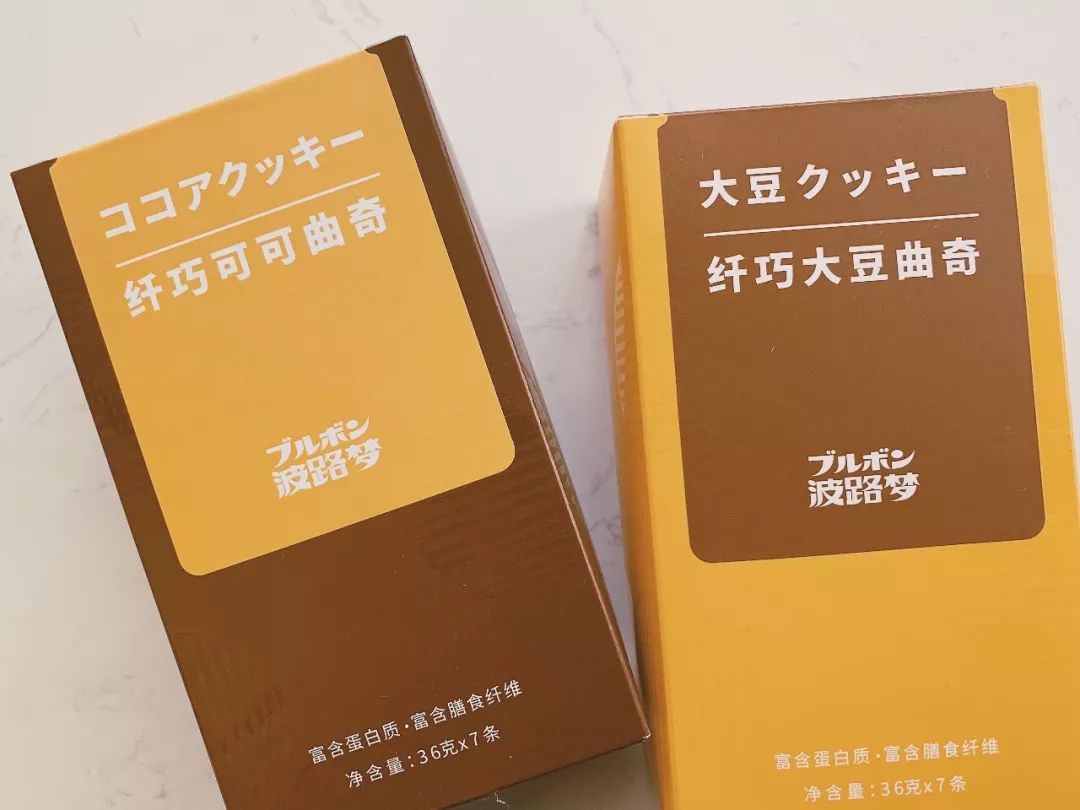 ココアクッキー
纤巧可可曲奇
ブルボン
波路梦
富含蛋白质·富含膳食纤维
净含量:36克x7条
大豆クッキー
纤巧大豆曲奇
ブルボン
波路梦
富含蛋白质·富含膳食纤维
净含量:36克x7条